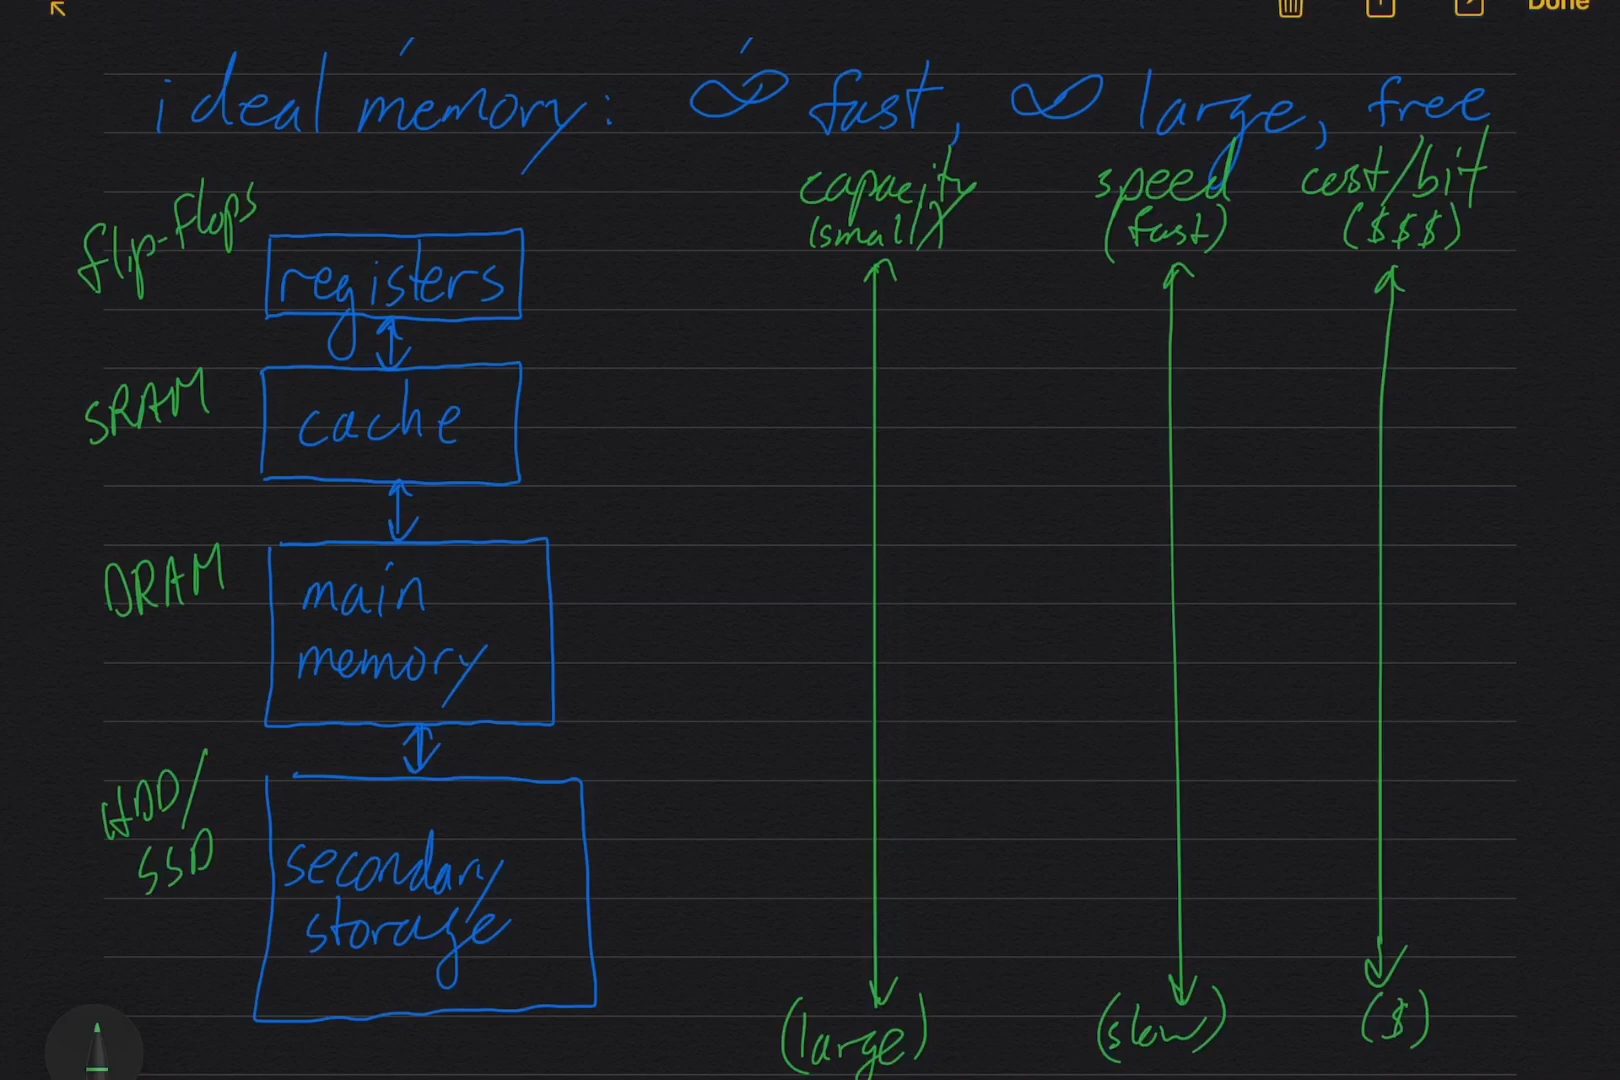 Done
ideal memory: ∞ fast, ∞ large, free
capacity speed cost/bit
(small) (fast) ($$$)
flip-flops
registers
SRAM
cache
DRAM
main
memory
HDD/
SSD
secondary
storage
(large) (slow) ($)